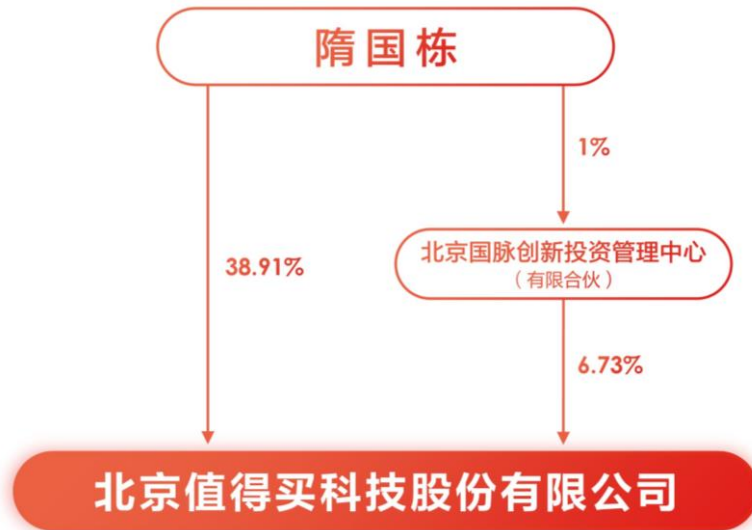 隋国栋
1%
38.91%
北京国脉创新投资管理中心
（有限合伙）
6.73%
北京值得买科技股份有限公司